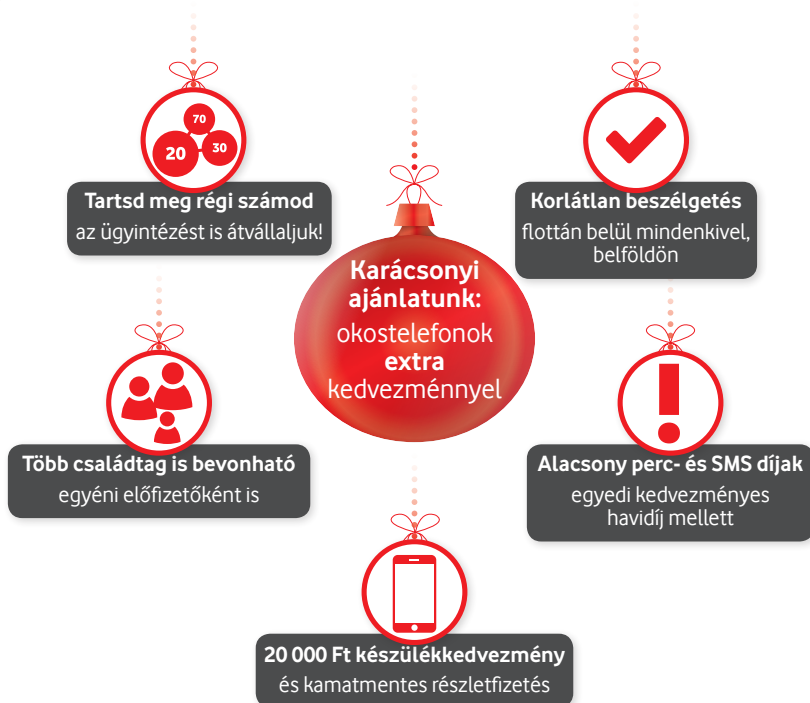 70
20
30
Tartsd meg régi számod
az ügyintézést is átvállaljuk!
Korlátlan beszélgetés
flottán belül mindenkivel,
belföldön
Karácsonyi
ajánlatunk:
okostelefonok
extra
kedvezménnyel
Több családtag is bevonható
egyéni előfizetőként is
Alacsony perc- és SMS díjak
egyedi kedvezményes
havidíj mellett
20 000 Ft készülékkedvezmény
és kamatmentes részletfizetés